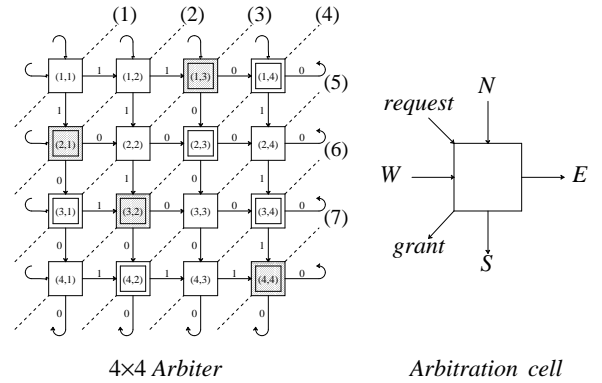 (1) (2) (3) (4)
(1,1) 1 (1,2) 1 (1,3) 0 (1,4) 0
(5)
1 1 0 1
(2,1) 0 (2,2) 0 (2,3) 0 (2,4) 0
(6)
0 1 0 1
(3,1) 1 (3,2) 0 (3,3) 0 (3,4) 0
(7)
0 0 0 1
(4,1) 1 (4,2) 1 (4,3) 1 (4,4) 0
0 0 0 0
4×4 Arbiter
N
request
W
E
grant
S
Arbitration cell